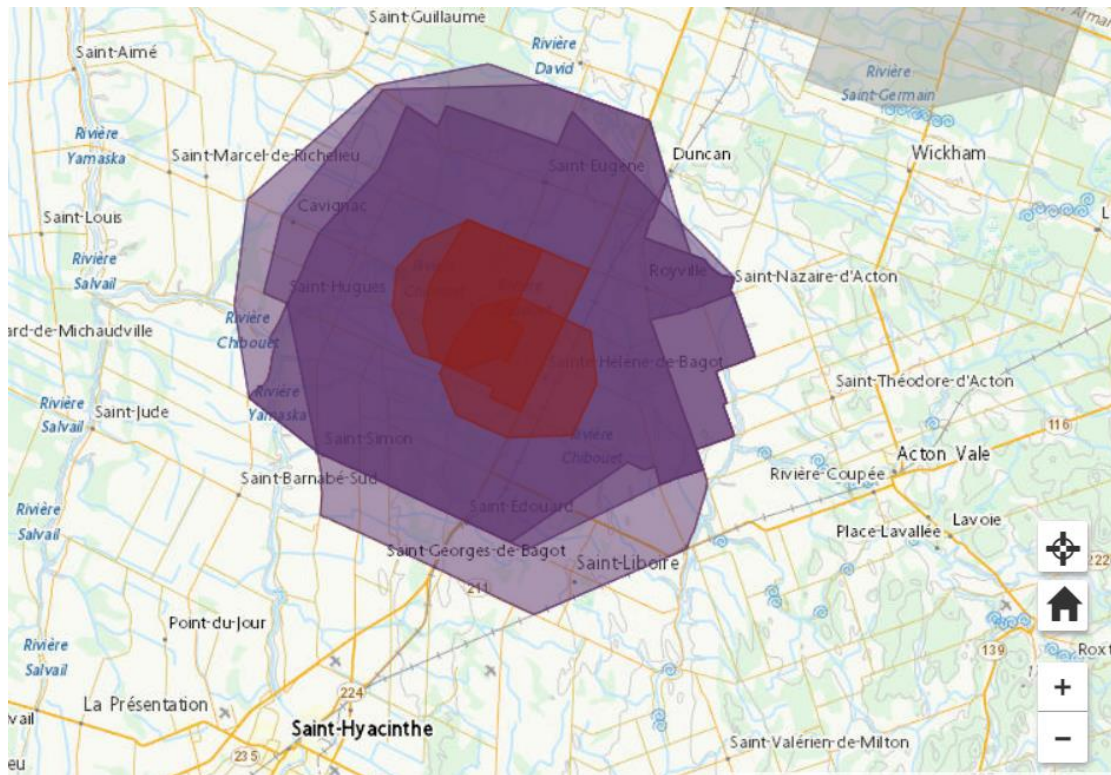 Saint-Guillaume
Saint-Aimé
Rivière
David
Rivière
Saint-Germain
Rivière
Yamaska
Saint-Marcel-de-Richelieu
Saint Eugène
Duncan
Wickham
Saint-Louis
Cavignac
Rivière
Salvail
Saint Hugues
Royville
Saint-Nazaire-d'Acton
ard-de-Michaudville
Rivière
Chibouet
Sainte Hélène-de-Bagot
Saint-Théodore-d'Acton
Rivière
Salvail
Saint-Jude
Rivière
Yamaska
Saint-Simon
Rivière
Chibouet
116
Acton Vale
Saint-Barnabé-Sud
Rivière-Coupée
Rivière
Salvail
Saint Edouard
Place-Lavallée
Lavoie
Saint-Georges-de-Bagot
Saint-Liboire
222
211
Point-du-Jour
Rivière
Salvail
139
Roxt
La Présentation
224
vail
Saint-Hyacinthe
235
Saint-Valérien-de-Milton
eu
+
−